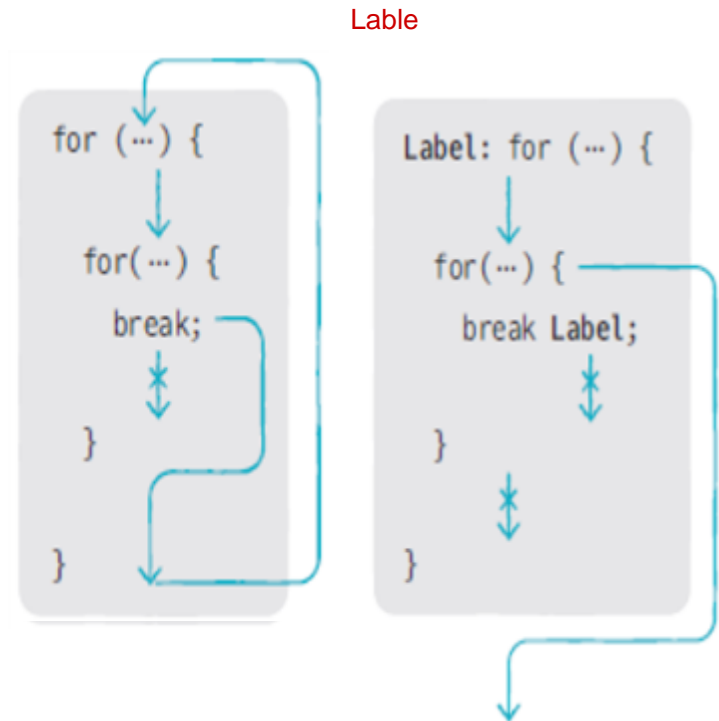 Lable
for (…) {
for(…) {
break;
}
}
Label: for (…) {
for(…) {
break Label;
}
}